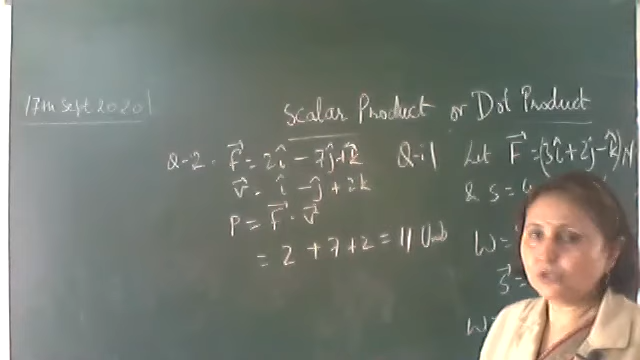 17th Sept 2020
Scalar Product or Dot Product
Q-2. F⃗ = 2î - 7ĵ + k̂
v⃗ = î - ĵ + 2k
P = F⃗ · v⃗
= 2 + 7 + 2 = 11 Unit
Q-1 Let F⃗ = (3î + 2ĵ - k̂) N
& S =
W =
S⃗ =
W =